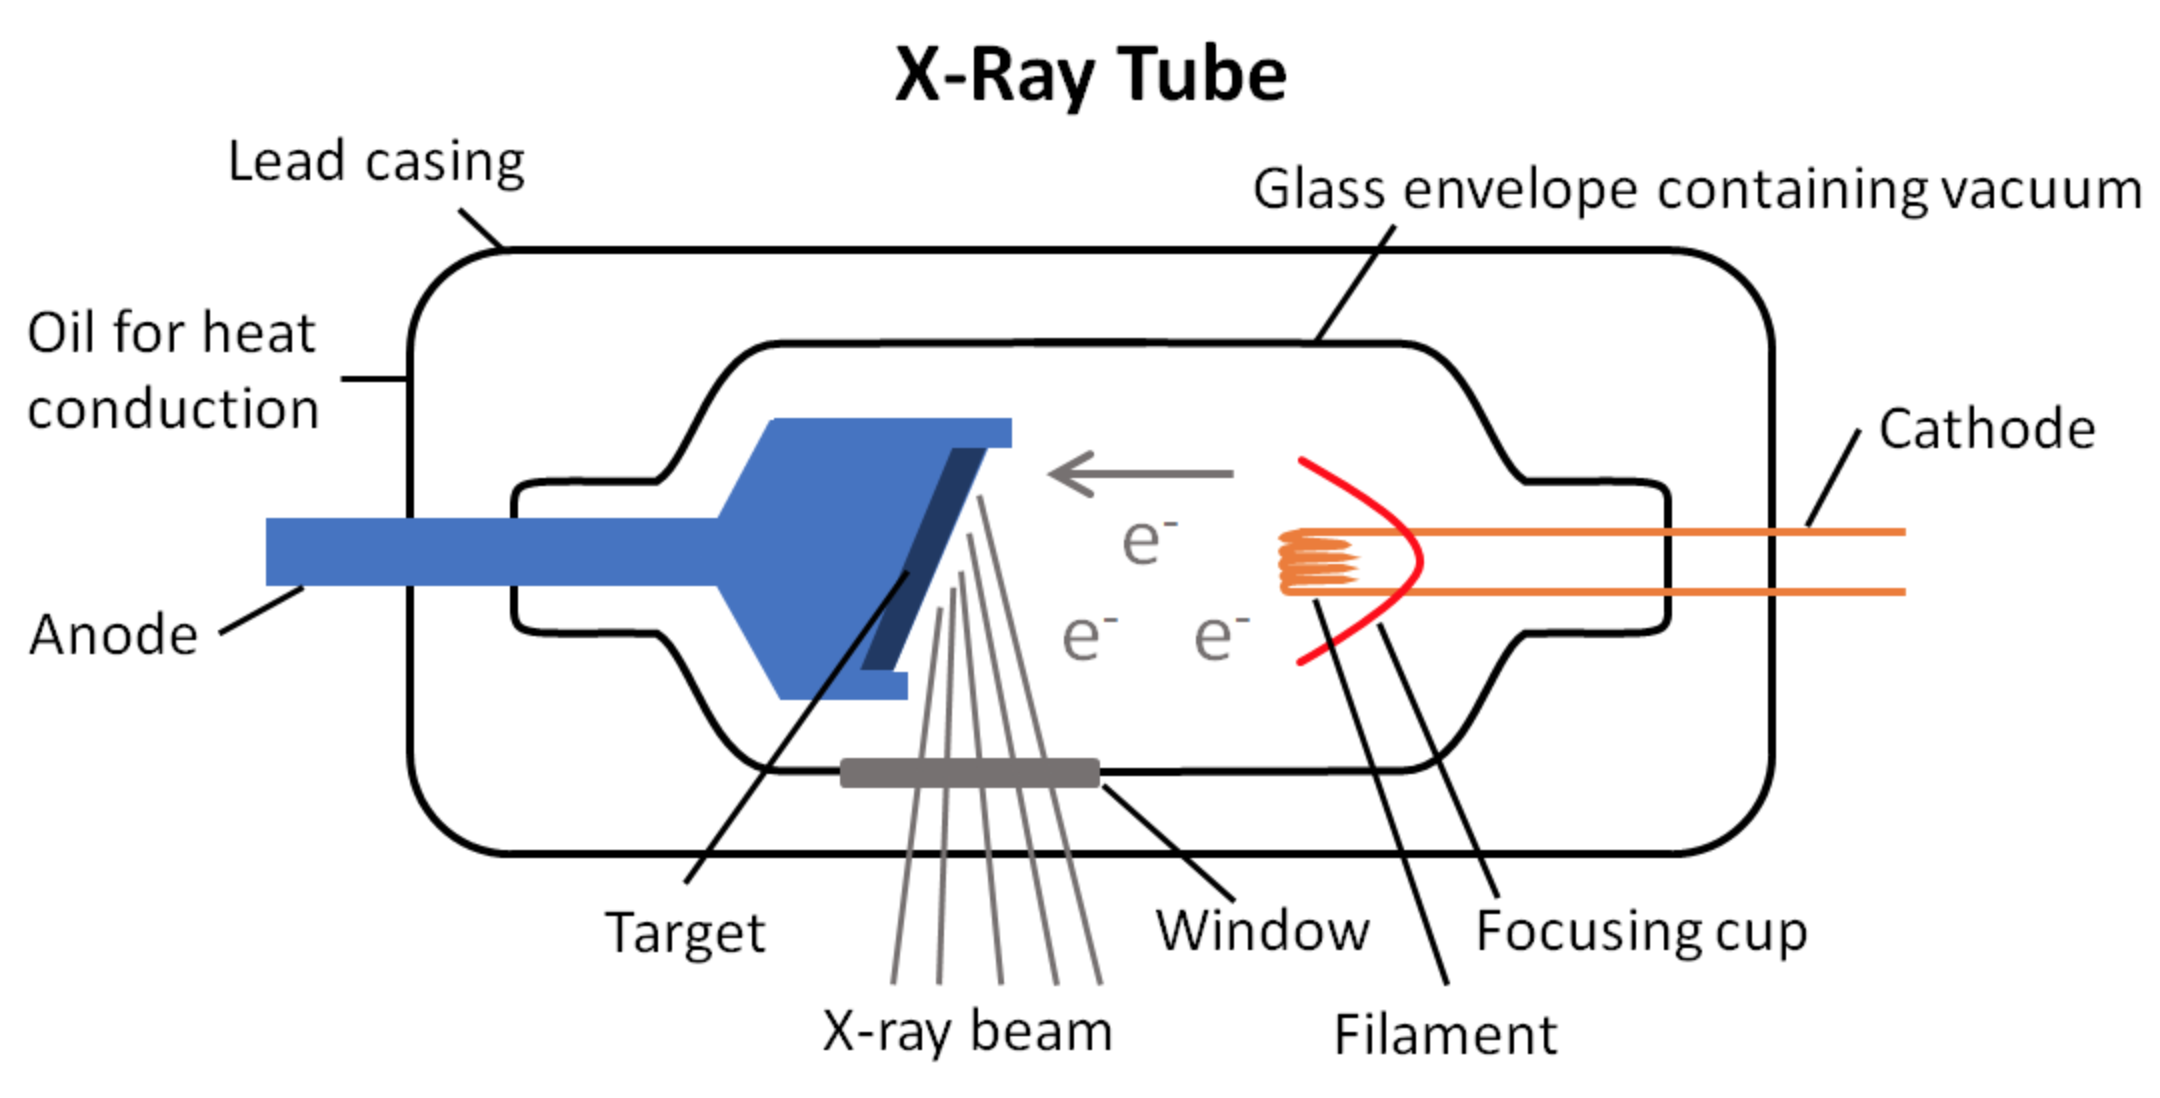 X-Ray Tube
Lead casing
Glass envelope containing vacuum
Oil for heat
conduction
Cathode
e-
Anode
e-
e-
Target
Window
Focusing cup
X-ray beam
Filament